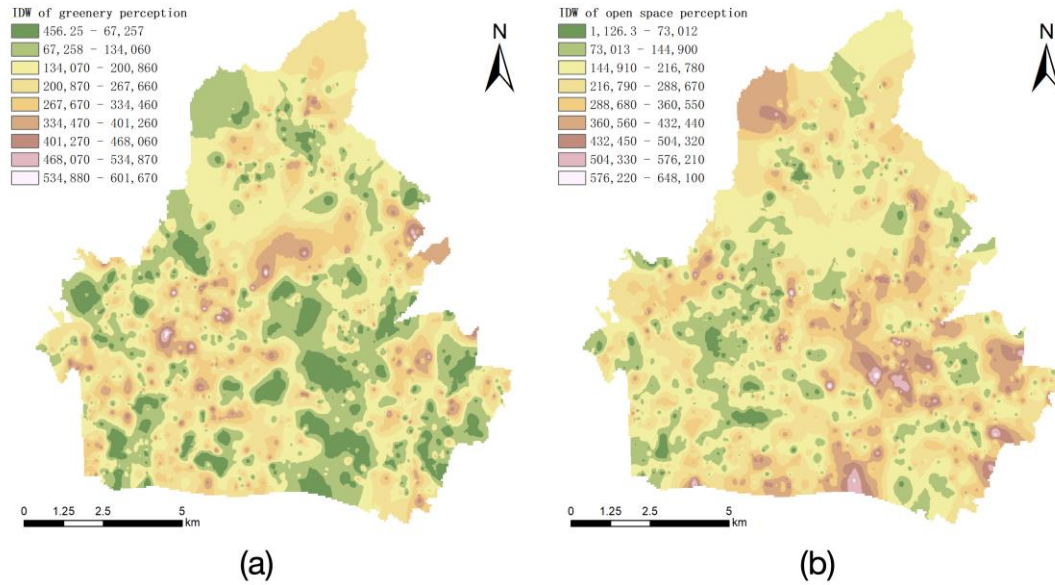 IDW of greenery perception
456.25 - 67,257
67,258 - 134,060
134,070 - 200,860
200,870 - 267,660
267,670 - 334,460
334,470 - 401,260
401,270 - 468,060
468,070 - 534,870
534,880 - 601,670
N
0 1.25 2.5 5
km
(a)
IDW of open space perception
1,126.3 - 73,012
73,013 - 144,900
144,910 - 216,780
216,790 - 288,670
288,680 - 360,550
360,560 - 432,440
432,450 - 504,320
504,330 - 576,210
576,220 - 648,100
N
0 1.25 2.5 5
km
(b)